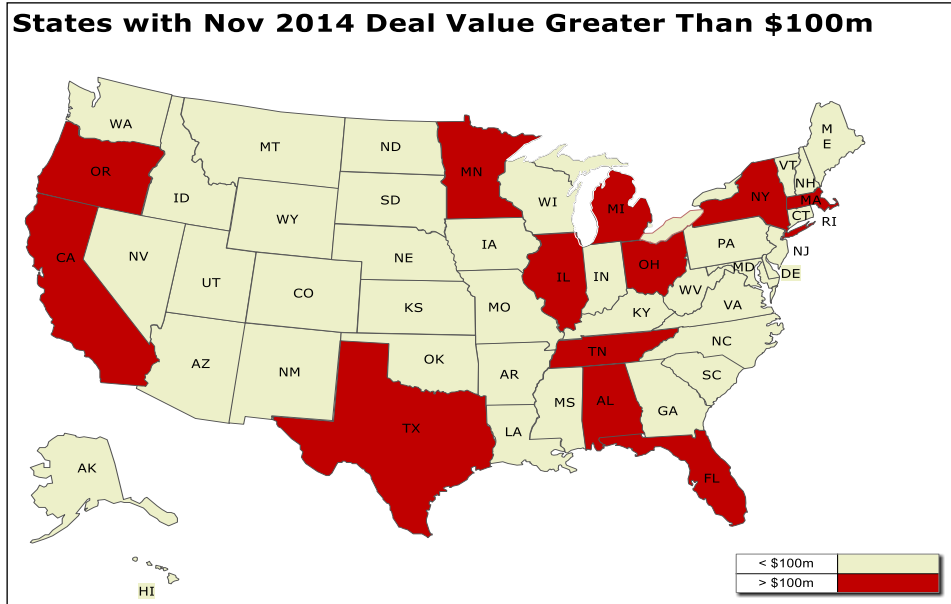 States with Nov 2014 Deal Value Greater Than $100m
WA
MT
ND
MN
M
E
VT
NH
OR
ID
SD
WI
MI
NY
MA
CT
RI
WY
IA
PA
NJ
CA
NV
NE
IL
IN
OH
MD
DE
UT
CO
KS
MO
WV
VA
KY
NC
AZ
NM
OK
AR
TN
SC
TX
LA
MS
AL
GA
AK
FL
HI
< $100m
> $100m